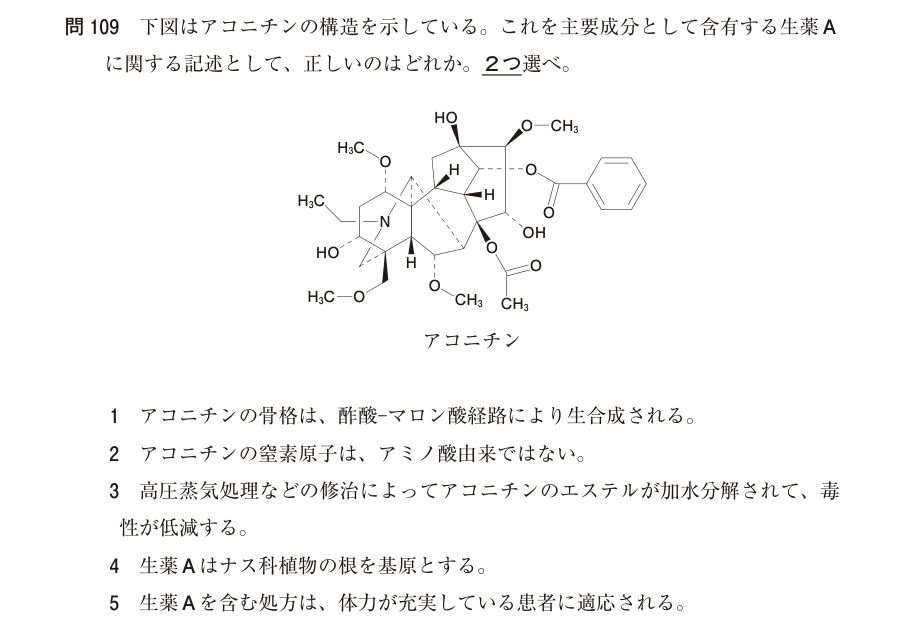 問 109 下図はアコニチンの構造を示している。これを主要成分として含有する生薬 A
に関する記述として、正しいのはどれか。2つ選べ。
HO
O CH₃
H₃C
O
H
O
H₃C
H
O
N
OH
HO
O
H
O
H₃C O
O
CH₃
CH₃
アコニチン
1 アコニチンの骨格は、酢酸−マロン酸経路により生合成される。
2 アコニチンの窒素原子は、アミノ酸由来ではない。
3 高圧蒸気処理などの修治によってアコニチンのエステルが加水分解されて、毒
性が低減する。
4 生薬 A はナス科植物の根を基原とする。
5 生薬 A を含む処方は、体力が充実している患者に適応される。